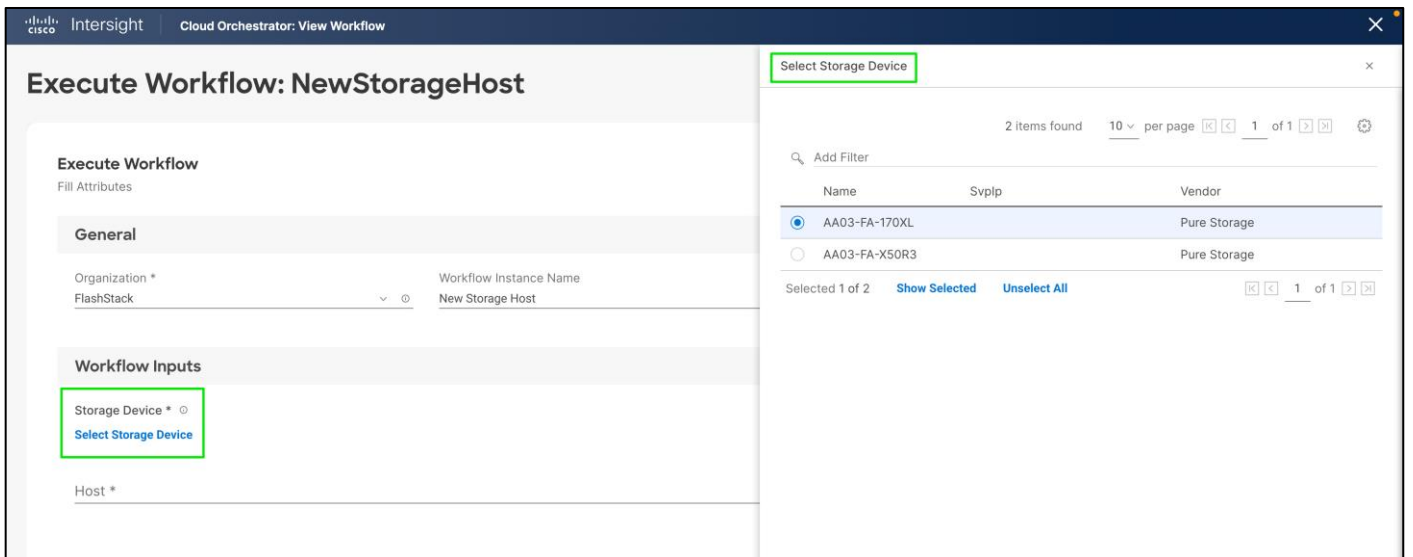 cisco Intersight Cloud Orchestrator: View Workflow
Execute Workflow: NewStorageHost
Execute Workflow
Fill Attributes
General
Organization *
FlashStack
Workflow Instance Name
New Storage Host
Workflow Inputs
Storage Device *
Select Storage Device
Host *
Select Storage Device
2 items found 10 per page 1 of 1
Add Filter
Name SvpIp Vendor
AA03-FA-170XL Pure Storage
AA03-FA-X50R3 Pure Storage
Selected 1 of 2 Show Selected Unselect All 1 of 1